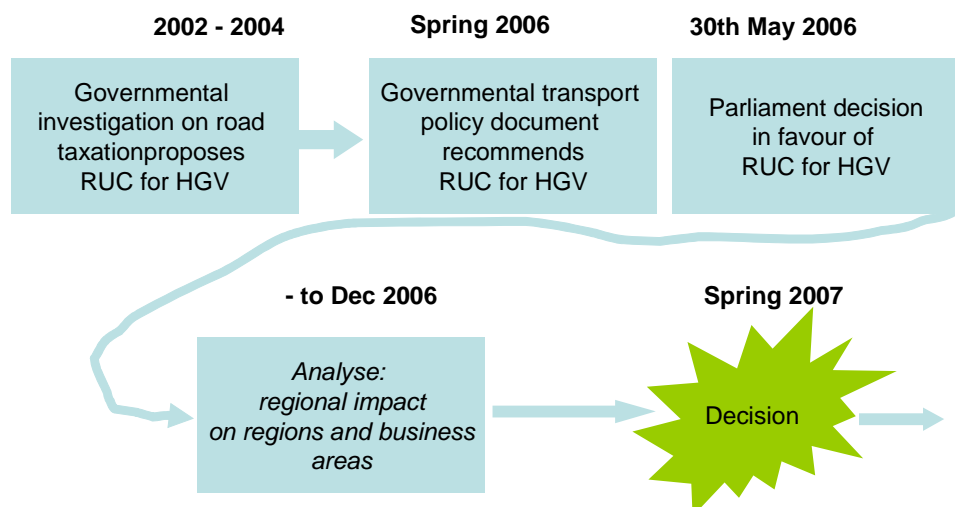 2002 - 2004
Governmental
investigation on road
taxationproposes
RUC for HGV
Spring 2006
Governmental transport
policy document
recommends
RUC for HGV
30th May 2006
Parliament decision
in favour of
RUC for HGV
- to Dec 2006
Analyse:
regional impact
on regions and business
areas
Spring 2007
Decision